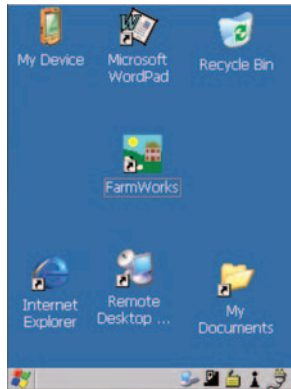 My Device
Microsoft
WordPad
Recycle Bin
FarmWorks
Internet
Explorer
Remote
Desktop ...
My
Documents